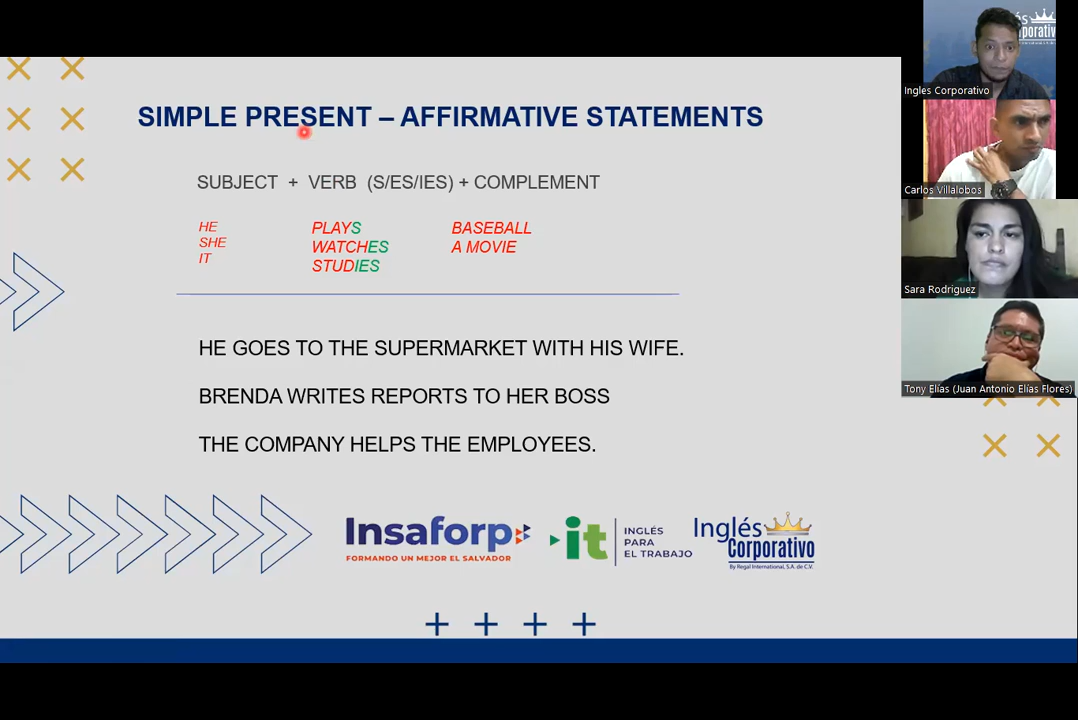 SIMPLE PRESENT – AFFIRMATIVE STATEMENTS
SUBJECT + VERB (S/ES/IES) + COMPLEMENT
HE
SHE
IT
PLAYS
WATCHES
STUDIES
BASEBALL
A MOVIE
HE GOES TO THE SUPERMARKET WITH HIS WIFE.
BRENDA WRITES REPORTS TO HER BOSS
THE COMPANY HELPS THE EMPLOYEES.
Insaforp
FORMANDO UN MEJOR EL SALVADOR
it
INGLÉS
PARA
EL TRABAJO
Inglés
Corporativo
By Regal International, S.A. de C.V.
Ingles Corporativo
Carlos Villalobos
Sara Rodriguez
Tony Elías (Juan Antonio Elías Flores)